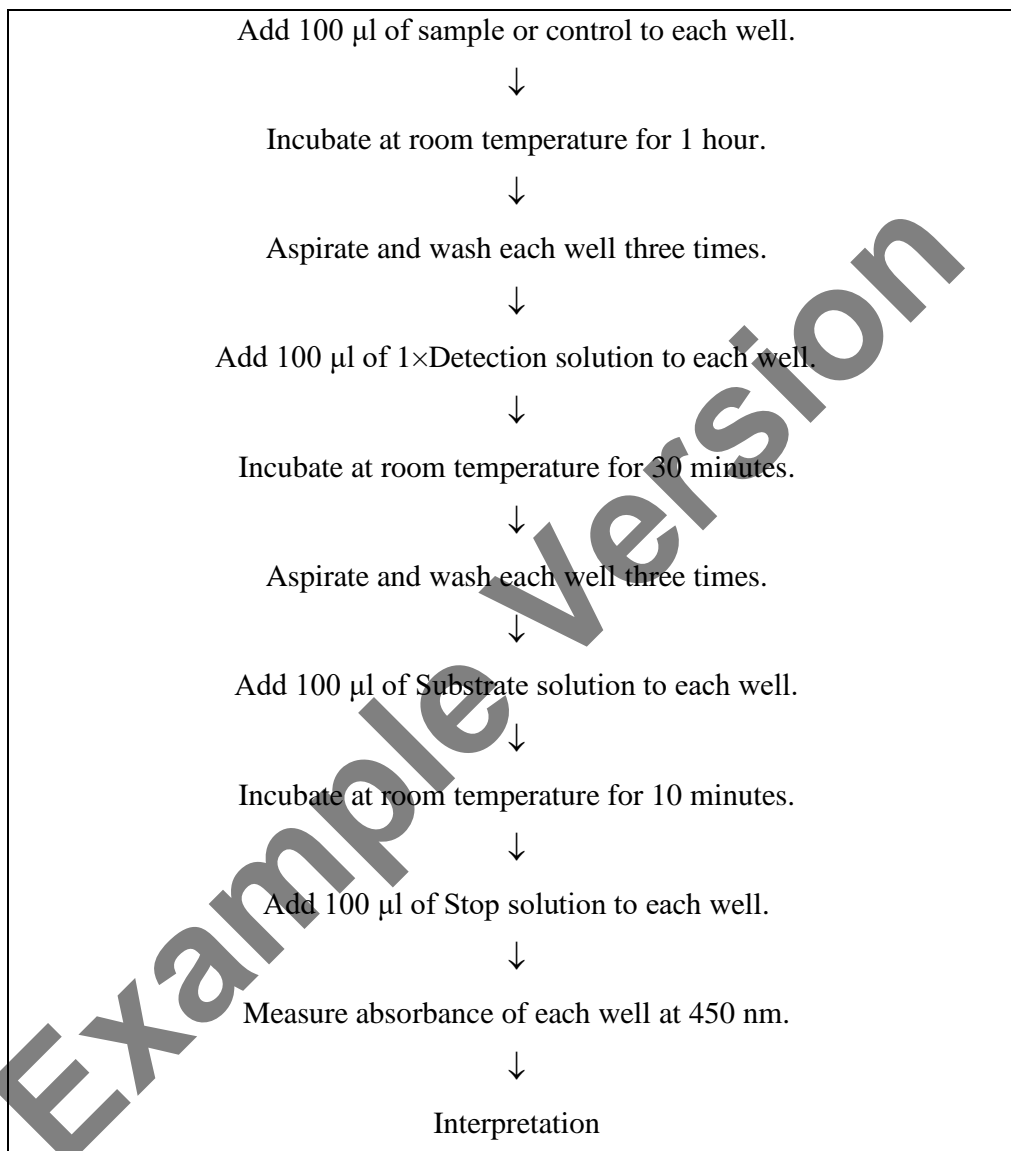 Add 100 μl of sample or control to each well.
↓
Incubate at room temperature for 1 hour.
↓
Aspirate and wash each well three times.
↓
Add 100 μl of 1×Detection solution to each well.
↓
Incubate at room temperature for 30 minutes.
↓
Aspirate and wash each well three times.
↓
Add 100 μl of Substrate solution to each well.
↓
Incubate at room temperature for 10 minutes.
↓
Add 100 μl of Stop solution to each well.
↓
Measure absorbance of each well at 450 nm.
↓
Interpretation
Example Version